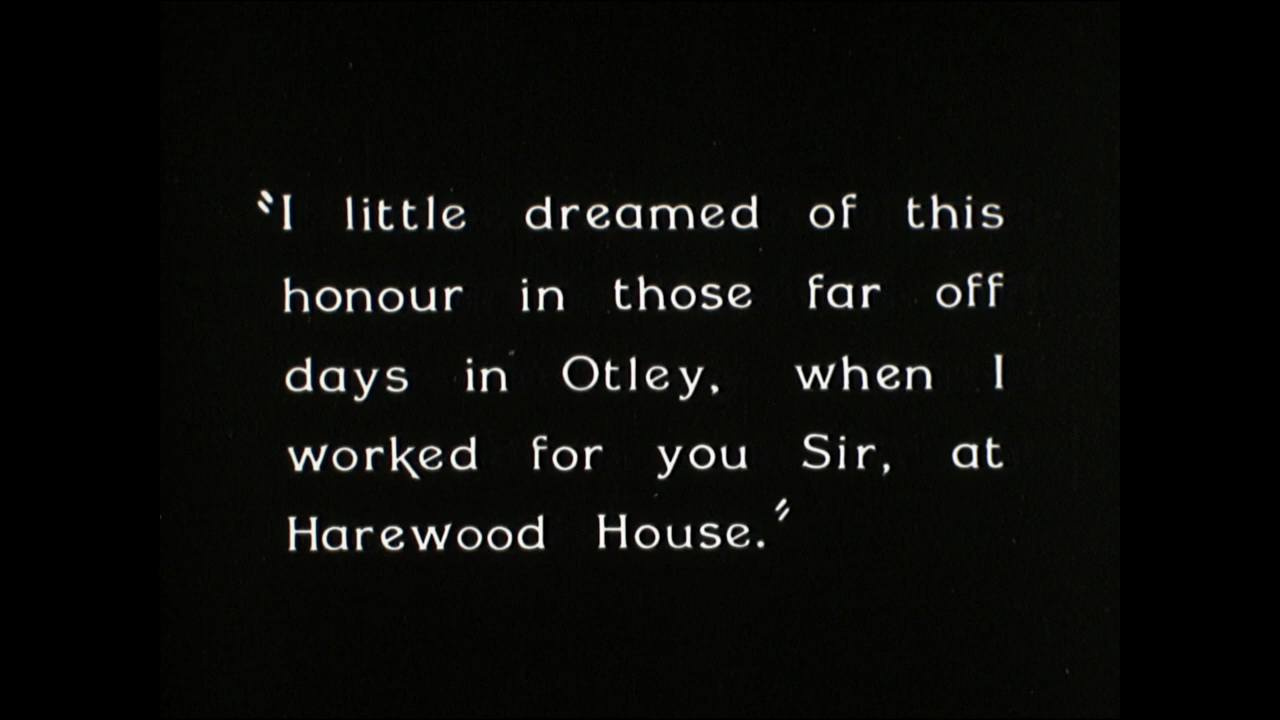 "I little dreamed of this
honour in those far off
days in Otley, when I
worked for you Sir, at
Harewood House."